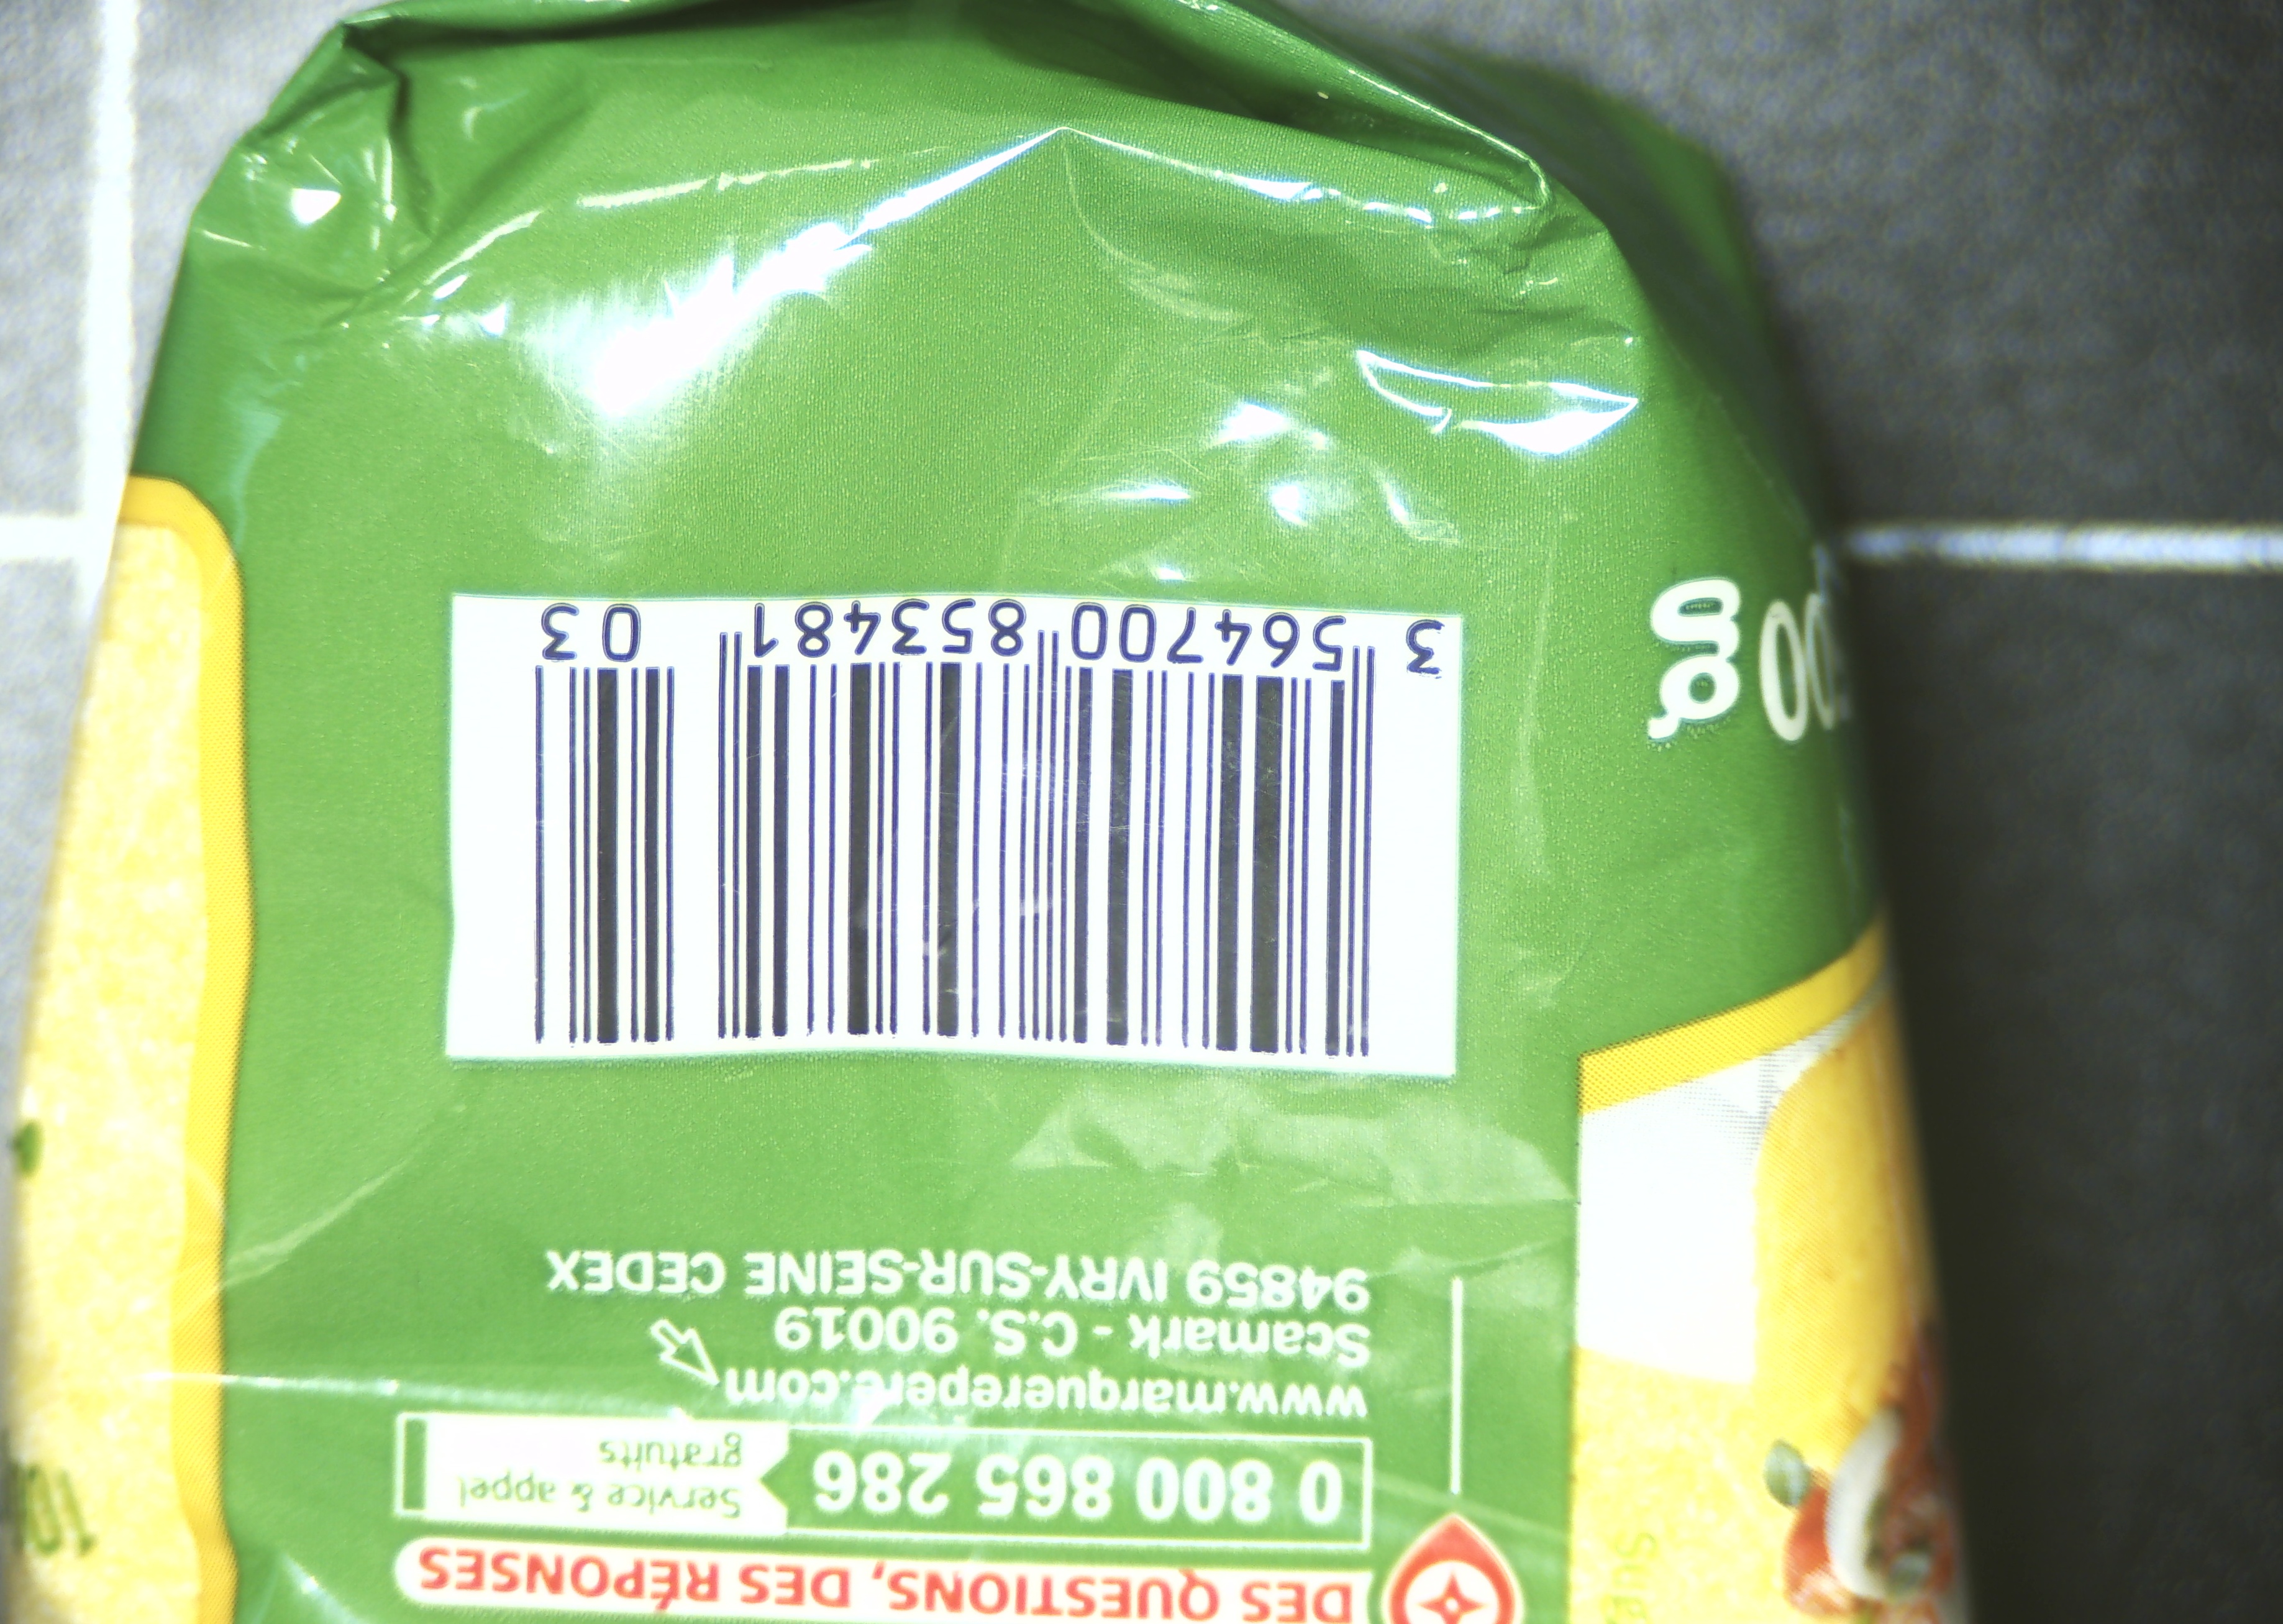 DES QUESTIONS, DES RÉPONSES
0 800 865 286
Service & appel
gratuits
www.marquerepere.com
Scamark - C.S. 90019
94859 IVRY-SUR-SEINE CEDEX
3 564700 853481 03
g